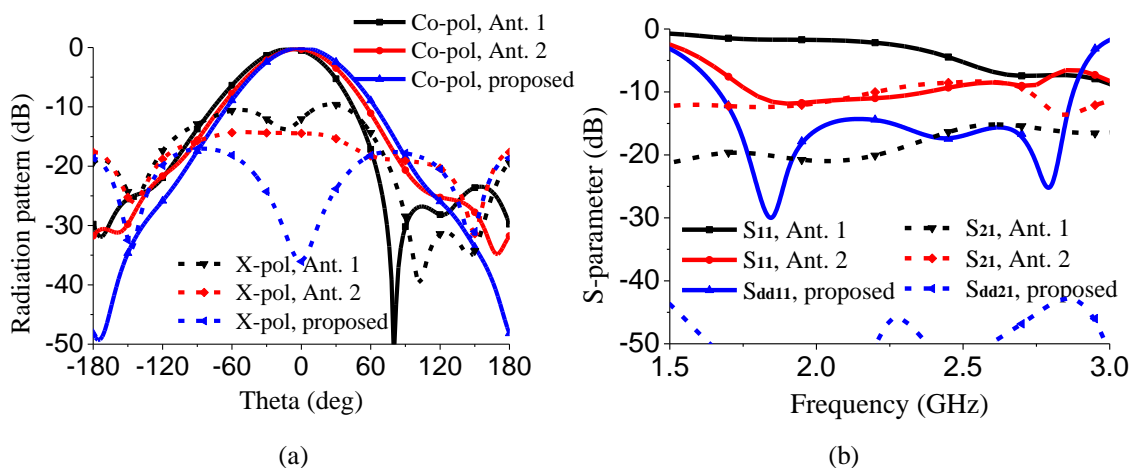 Co-pol, Ant. 1
Co-pol, Ant. 2
Co-pol, proposed
0
-10
-20
-30
-40
-50
Radiation pattern (dB)
X-pol, Ant. 1
X-pol, Ant. 2
X-pol, proposed
-180 -120 -60 0 60 120 180
Theta (deg)
(a)
0
-10
-20
-30
-40
-50
S-parameter (dB)
S11, Ant. 1
S11, Ant. 2
Sdd11, proposed
S21, Ant. 1
S21, Ant. 2
Sdd21, proposed
1.5 2.0 2.5 3.0
Frequency (GHz)
(b)